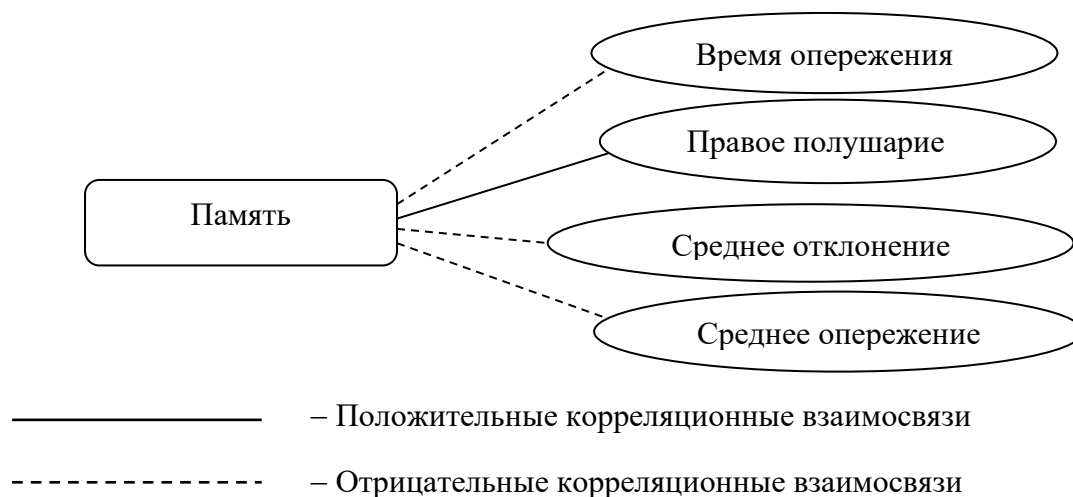 Время опережения
Правое полушарие
Память
Среднее отклонение
Среднее опережение
– Положительные корреляционные взаимосвязи
– Отрицательные корреляционные взаимосвязи